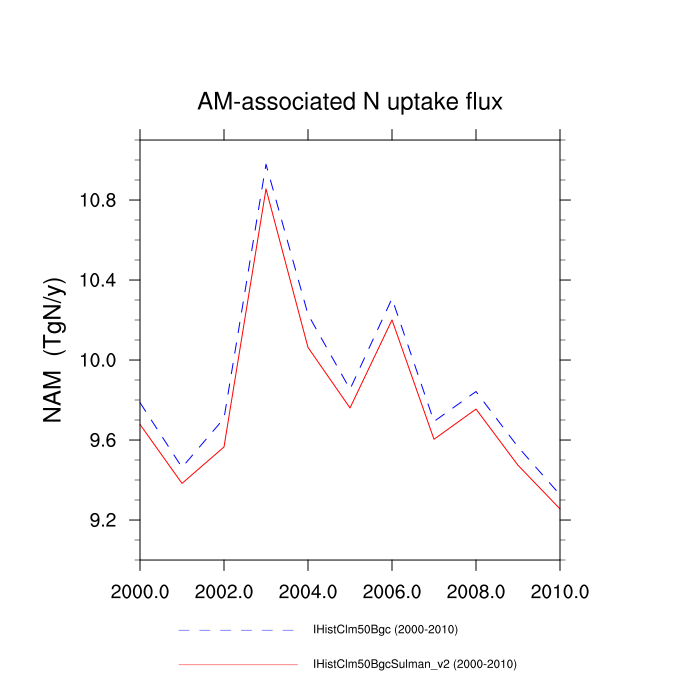 AM-associated N uptake flux
NAM (TgN/y)
10.8
10.4
10.0
9.6
9.2
2000.0 2002.0 2004.0 2006.0 2008.0 2010.0
IHistClm50Bgc (2000-2010)
IHistClm50BgcSulman_v2 (2000-2010)